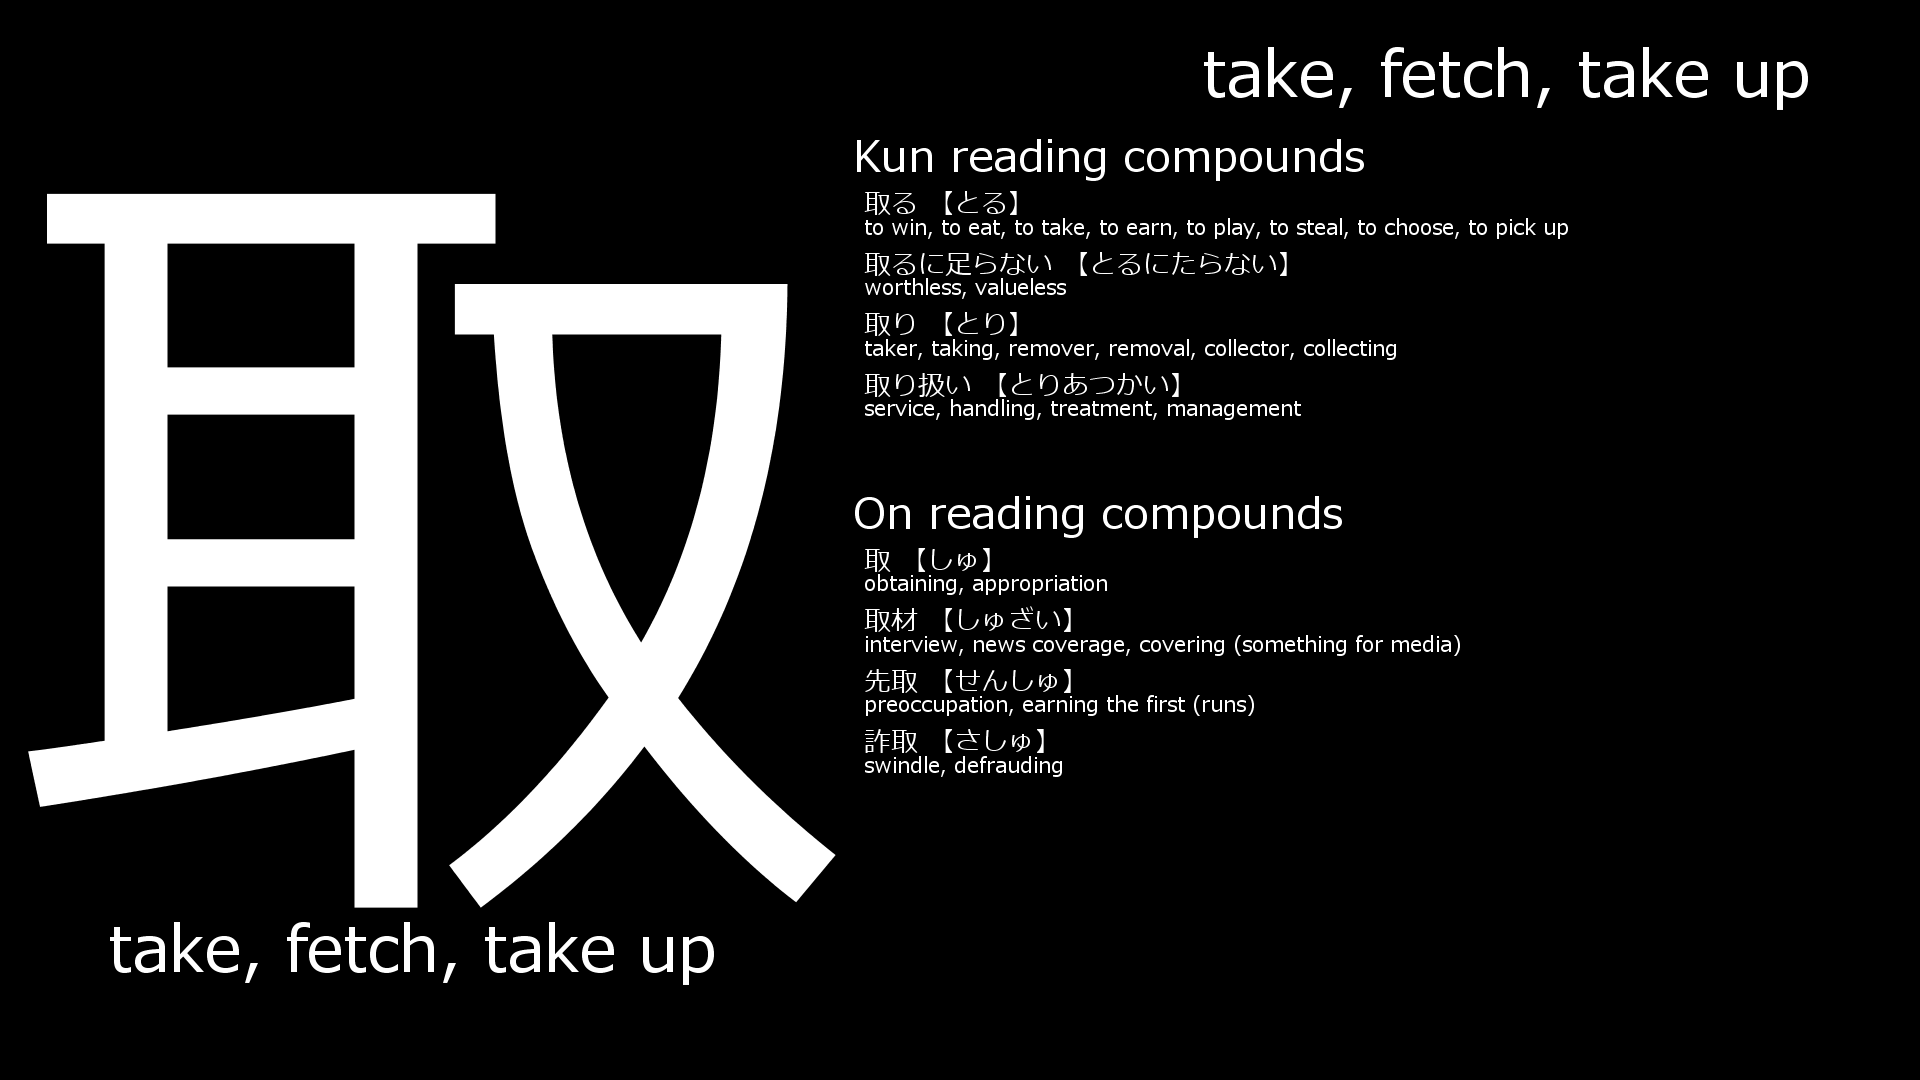 take, fetch, take up
取
take, fetch, take up
Kun reading compounds
取る 【とる】
to win, to eat, to take, to earn, to play, to steal, to choose, to pick up
取るに足らない 【とるにたらない】
worthless, valueless
取り 【とり】
taker, taking, remover, removal, collector, collecting
取り扱い 【とりあつかい】
service, handling, treatment, management
On reading compounds
取 【しゅ】
obtaining, appropriation
取材 【しゅざい】
interview, news coverage, covering (something for media)
先取 【せんしゅ】
preoccupation, earning the first (runs)
詐取 【さしゅ】
swindle, defrauding